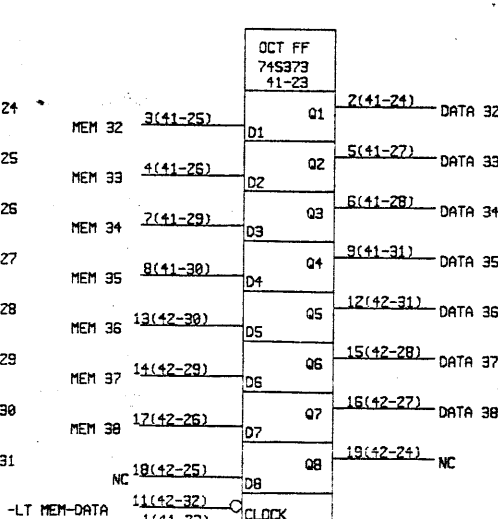 OCT FF
74S373
41-23
24 MEM 32 3(41-25) D1 Q1 2(41-24) DATA 32
25 MEM 33 4(41-26) D2 Q2 5(41-27) DATA 33
26 MEM 34 7(41-29) D3 Q3 6(41-28) DATA 34
27 MEM 35 8(41-30) D4 Q4 9(41-31) DATA 35
28 MEM 36 13(42-30) D5 Q5 12(42-31) DATA 36
29 MEM 37 14(42-29) D6 Q6 15(42-28) DATA 37
30 MEM 38 17(42-26) D7 Q7 16(42-27) DATA 38
31 NC 18(42-25) D8 Q8 19(42-24) NC
-LT MEM-DATA 11(42-32) CLOCK